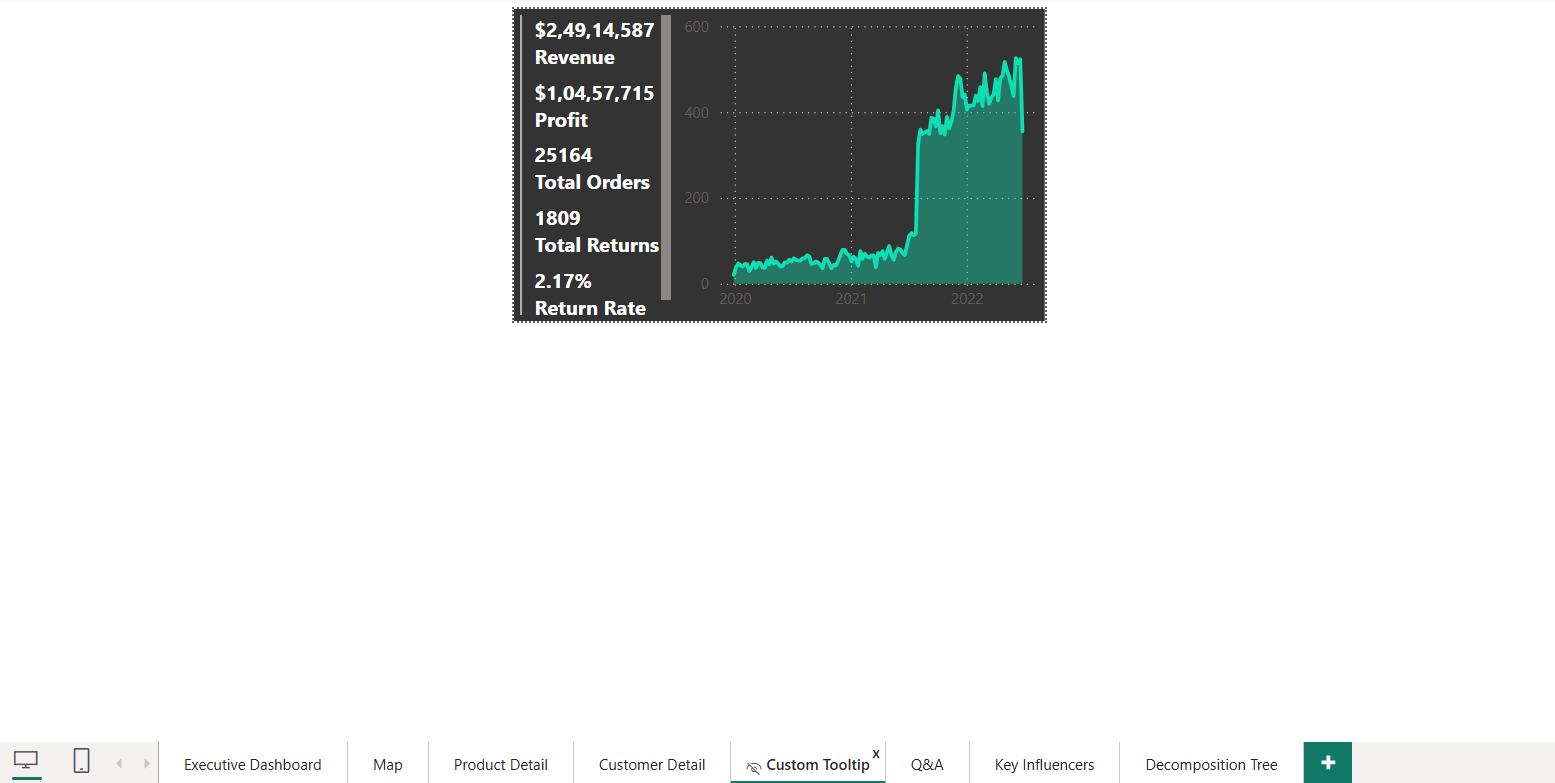 $2,49,14,587
Revenue
$1,04,57,715
Profit
25164
Total Orders
1809
Total Returns
2.17%
Return Rate
600
400
200
0
2020 2021 2022
Executive Dashboard Map Product Detail Customer Detail Custom Tooltip x Q&A Key Influencers Decomposition Tree +